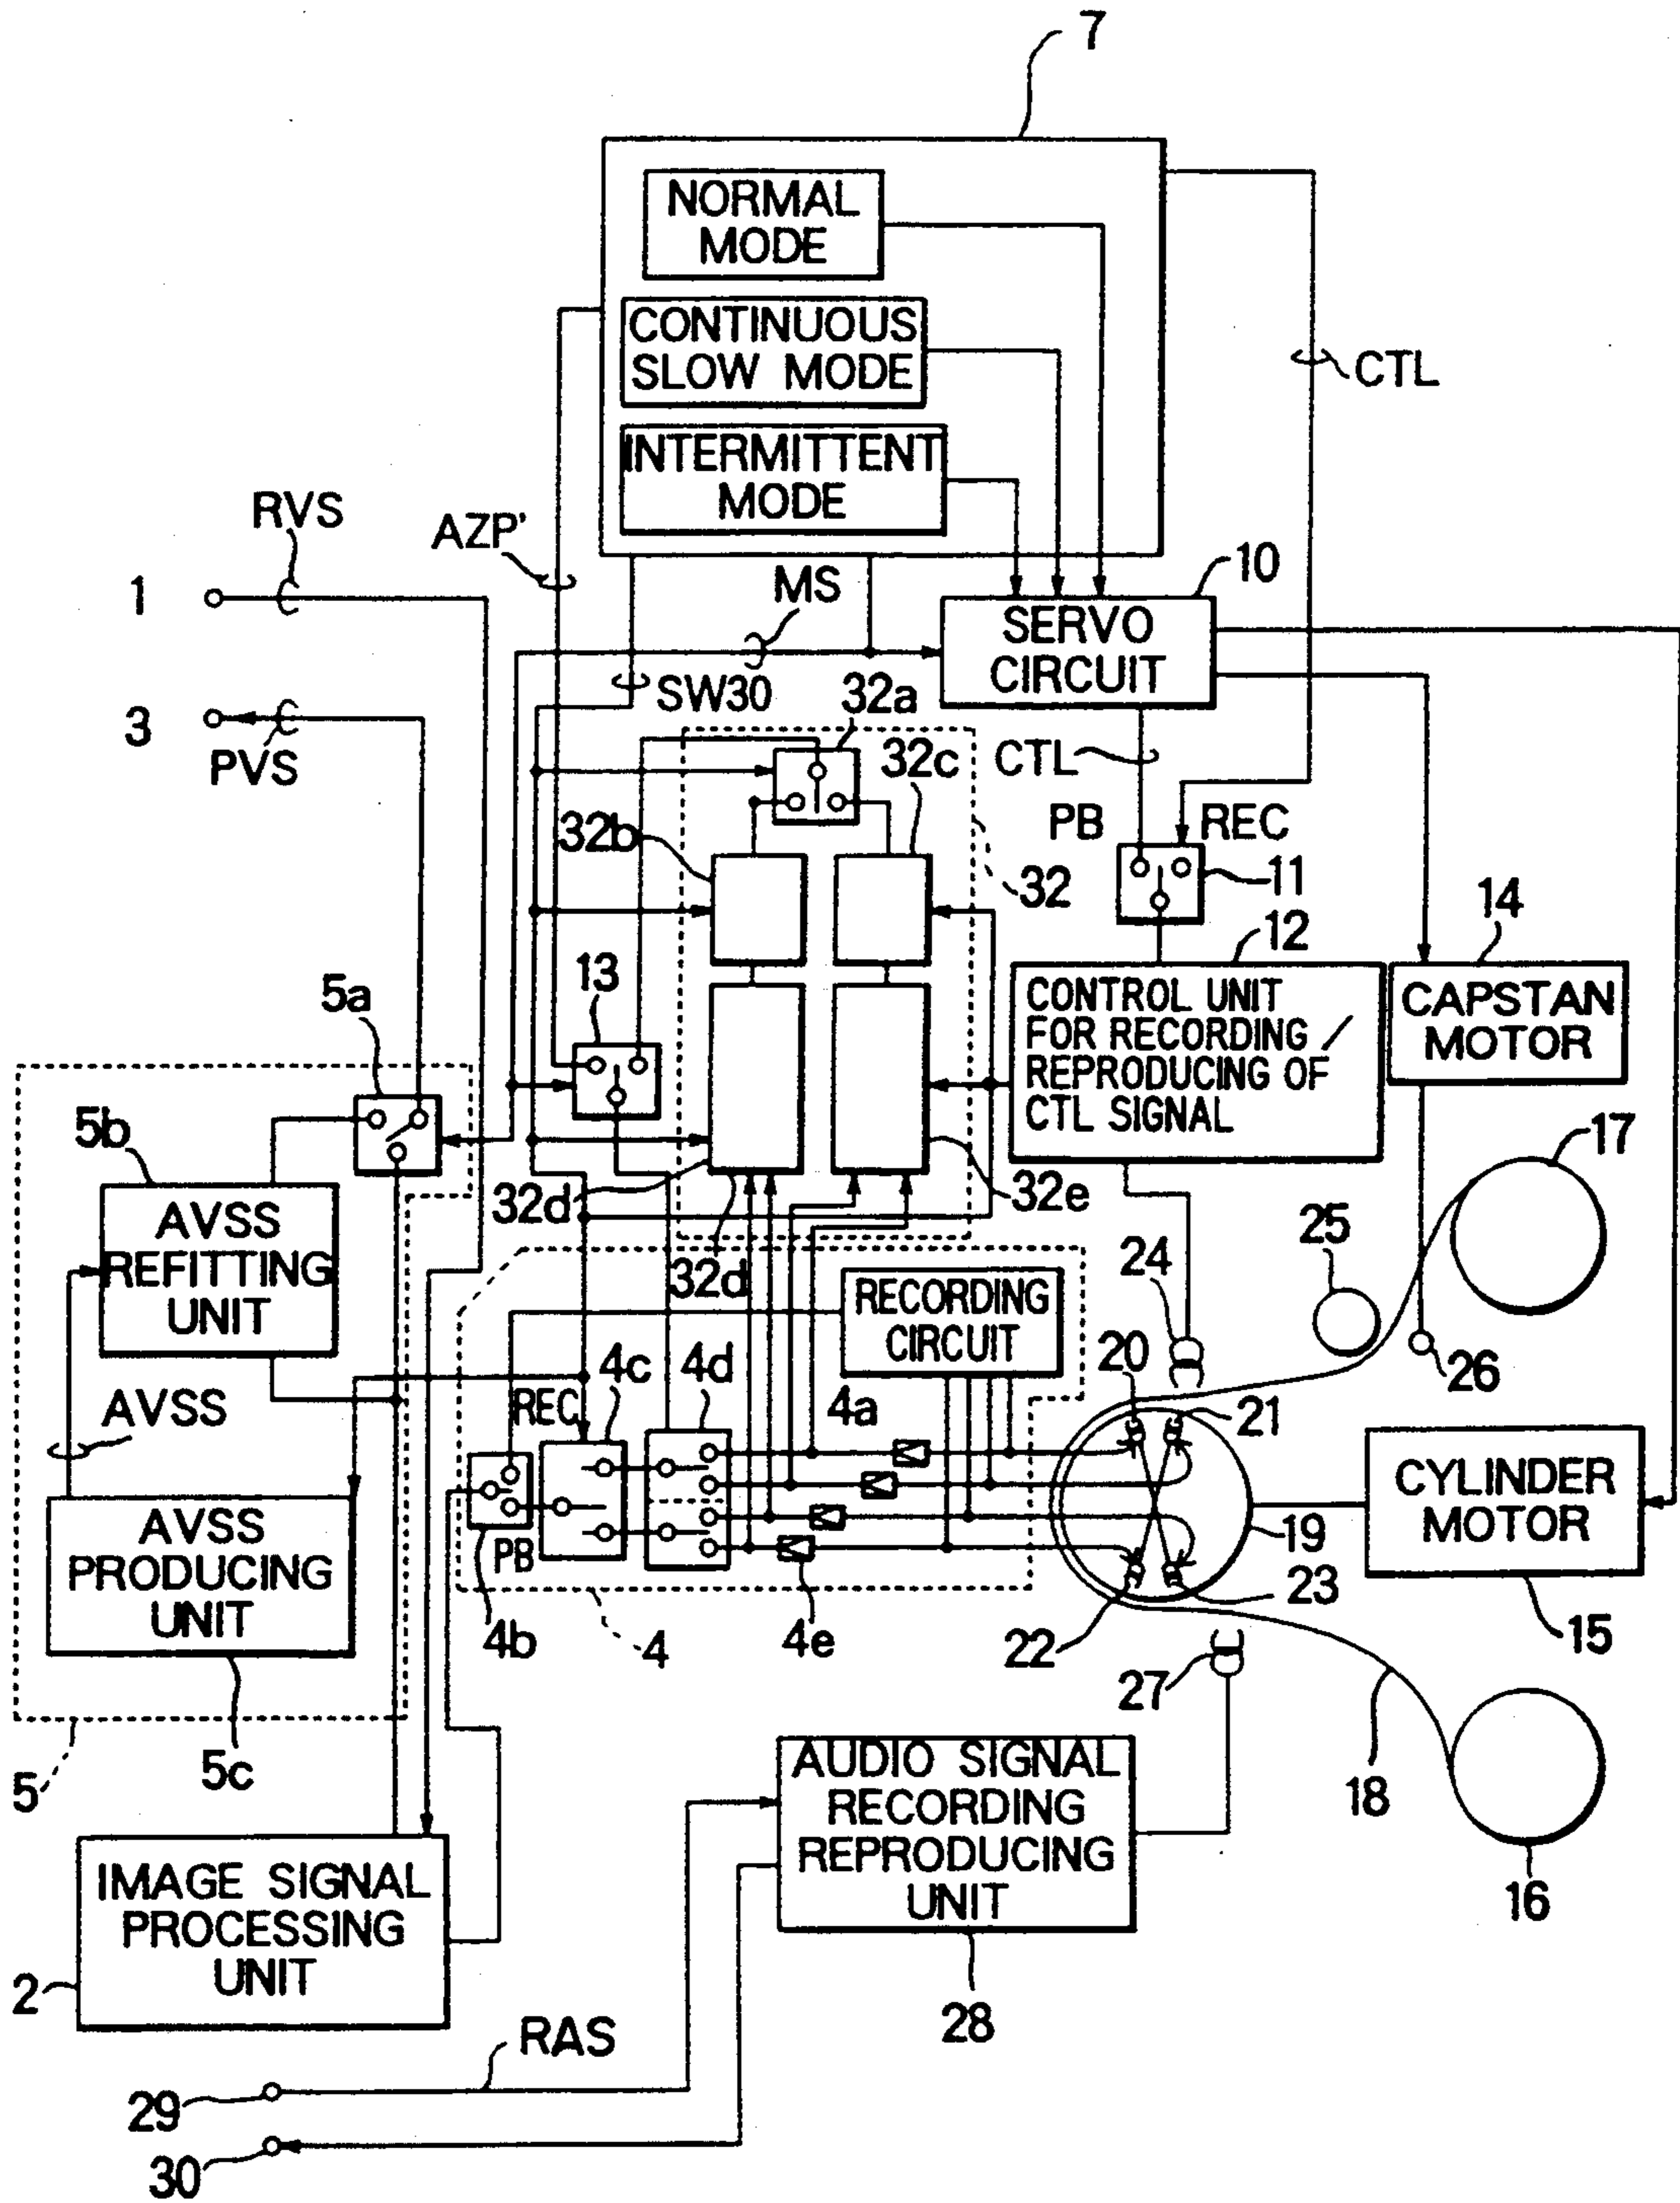 7
NORMAL
MODE
CONTINUOUS
SLOW MODE
INTERMITTENT
MODE
CTL
RVS
AZP'
MS
10
1
SERVO
CIRCUIT
SW30
32a
3
PVS
CTL
32c
PB
REC
32b
32
11
14
12
13
5a
CONTROL UNIT
FOR RECORDING /
REPRODUCING OF
CTL SIGNAL
CAPSTAN
MOTOR
5b
17
32d
32e
AVSS
REFITTING
UNIT
25
24
32d
RECORDING
CIRCUIT
20
26
4c
4d
REC
4a
21
AVSS
CYLINDER
MOTOR
AVSS
PRODUCING
UNIT
19
PB
23
4b
4
4e
22
15
27
5c
5
18
AUDIO SIGNAL
RECORDING
REPRODUCING
UNIT
16
IMAGE SIGNAL
PROCESSING
UNIT
2
28
RAS
29
30